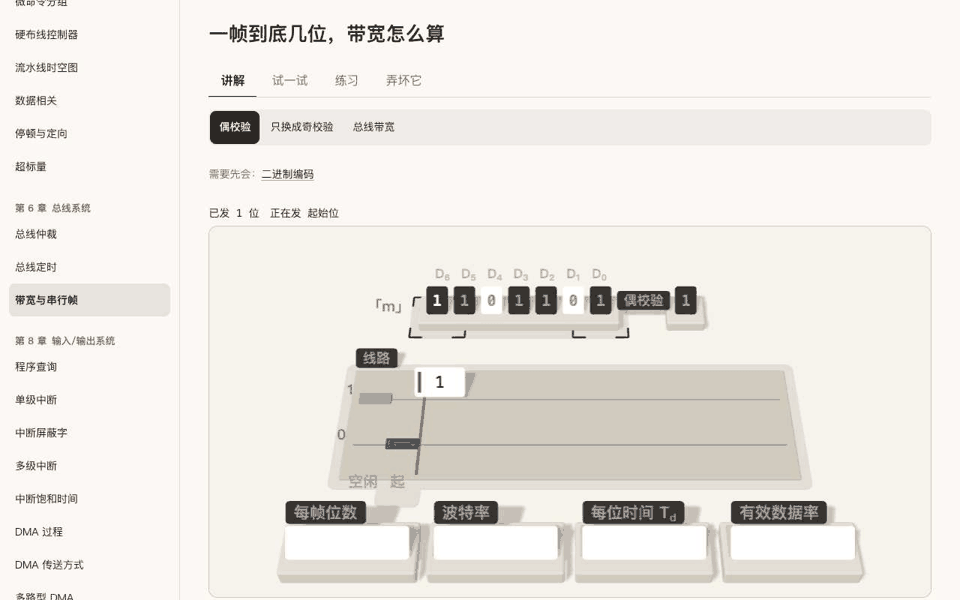 微命令分组
硬布线控制器
流水线时空图
数据相关
停顿与定向
超标量
第 6 章 总线系统
总线仲裁
总线定时
带宽与串行帧
第 8 章 输入/输出系统
程序查询
单级中断
中断屏蔽字
多级中断
中断饱和时间
DMA 过程
DMA 传送方式
多路型 DMA
一帧到底几位，带宽怎么算
讲解 试一试 练习 弄坏它
偶校验 只换成奇校验 总线带宽
需要先会：二进制编码
已发 1 位 正在发 起始位
D₆ D₅ D₄ D₃ D₂ D₁ D₀
「m」 1 1 0 1 1 0 1 偶校验 1
线路
1
1
0
空闲 起
每帧位数 波特率 每位时间 Td 有效数据率